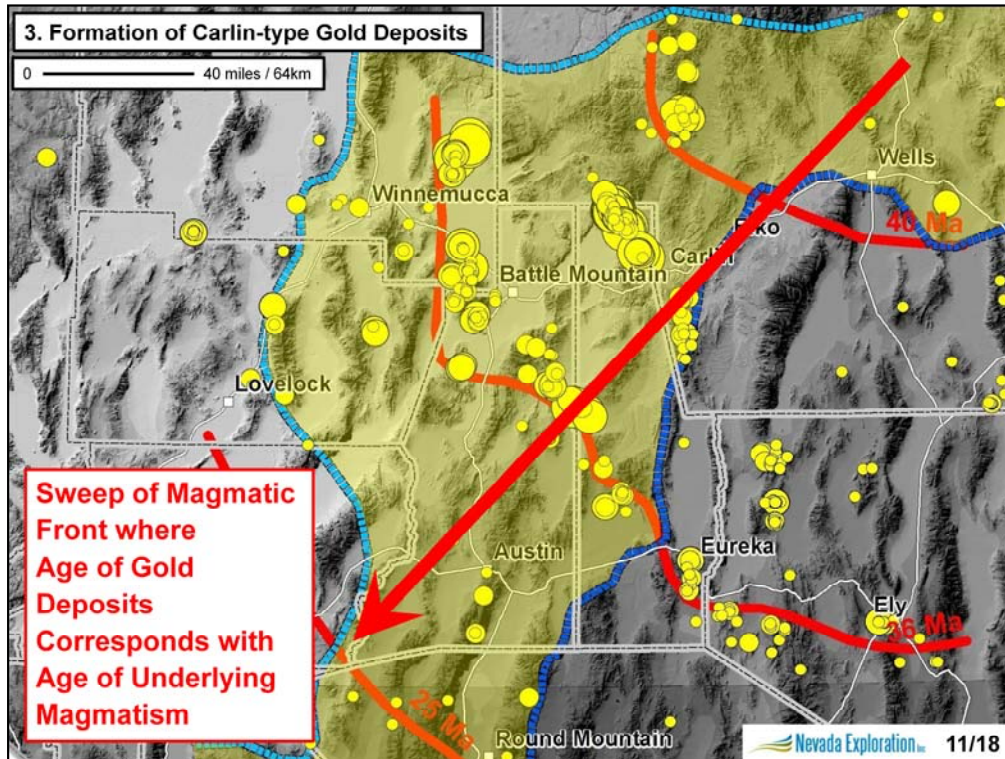 3. Formation of Carlin-type Gold Deposits
0 40 miles / 64km
Wells
Winnemucca
40 Ma
Elko
Carlin
Battle Mountain
Lovelock
Sweep of Magmatic
Front where
Age of Gold
Deposits
Corresponds with
Age of Underlying
Magmatism
Austin
Eureka
Ely
36 Ma
25 Ma
Round Mountain
Nevada Exploration Inc.
11/18